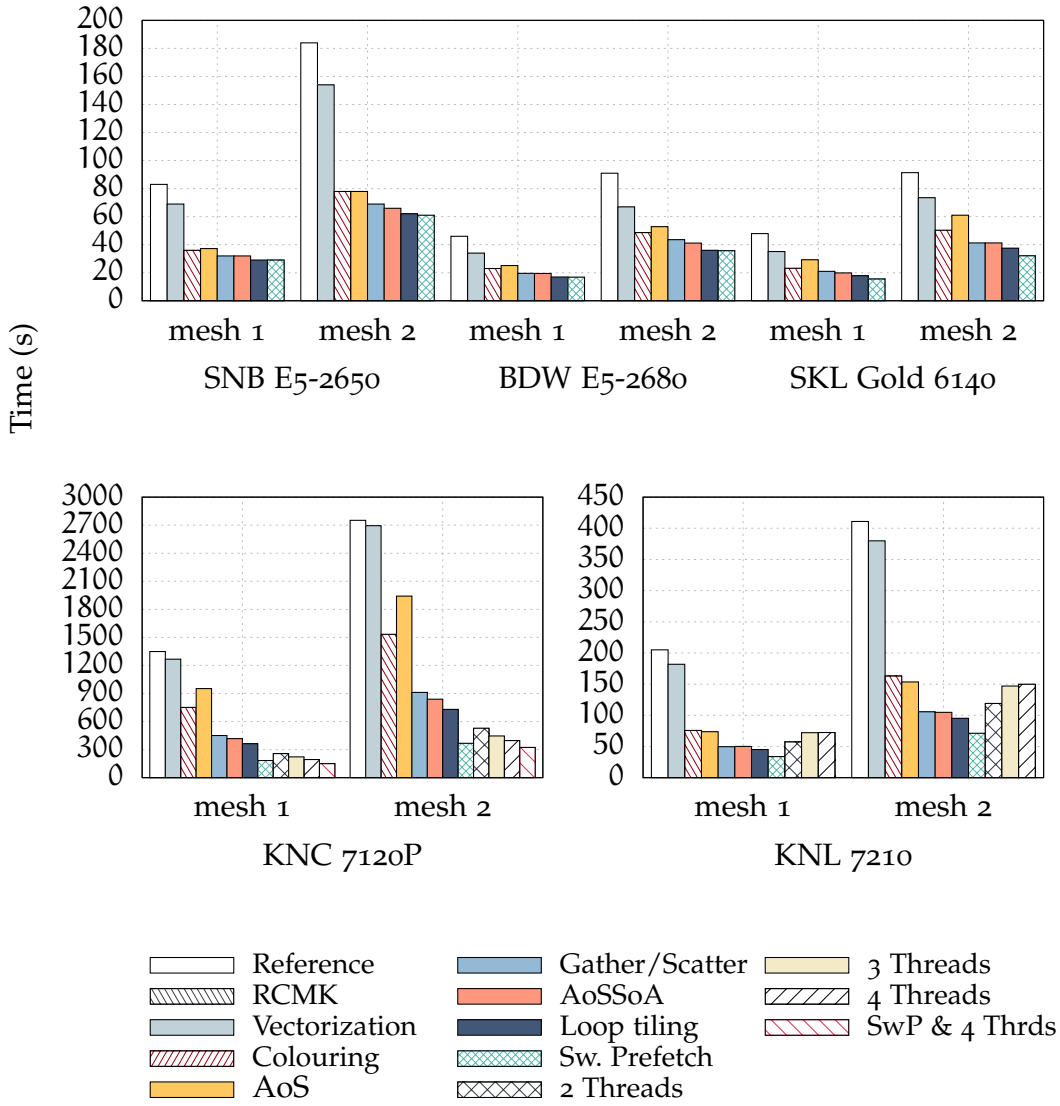 200
180
160
140
120
100
80
60
40
20
0
mesh 1 mesh 2 mesh 1 mesh 2 mesh 1 mesh 2
SNB E5-2650 BDW E5-2680 SKL Gold 6140
Time (s)
3000
2700
2400
2100
1800
1500
1200
900
600
300
0
mesh 1 mesh 2
KNC 7120P
450
400
350
300
250
200
150
100
50
0
mesh 1 mesh 2
KNL 7210
Reference
RCMK
Vectorization
Colouring
AoS
Gather/Scatter
AoSSoA
Loop tiling
Sw. Prefetch
2 Threads
3 Threads
4 Threads
SwP & 4 Thrds